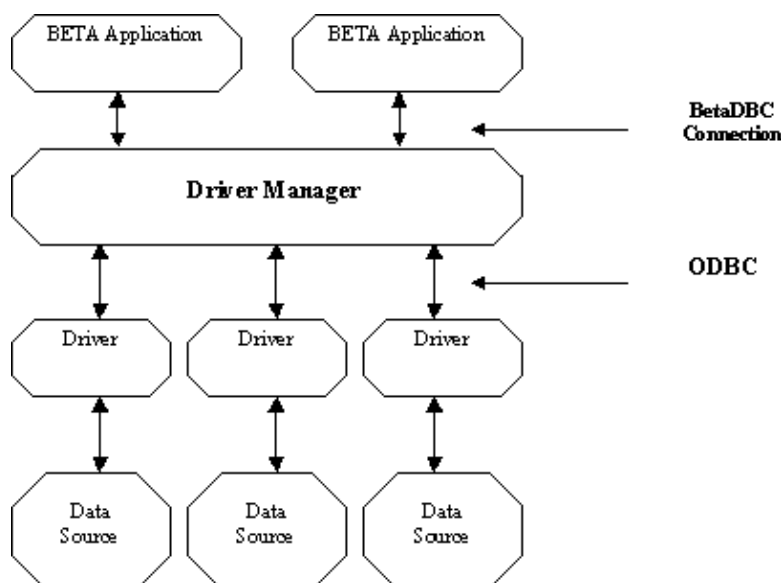 BETA Application
BETA Application
BetaDBC
Connection
Driver Manager
ODBC
Driver
Driver
Driver
Data
Source
Data
Source
Data
Source